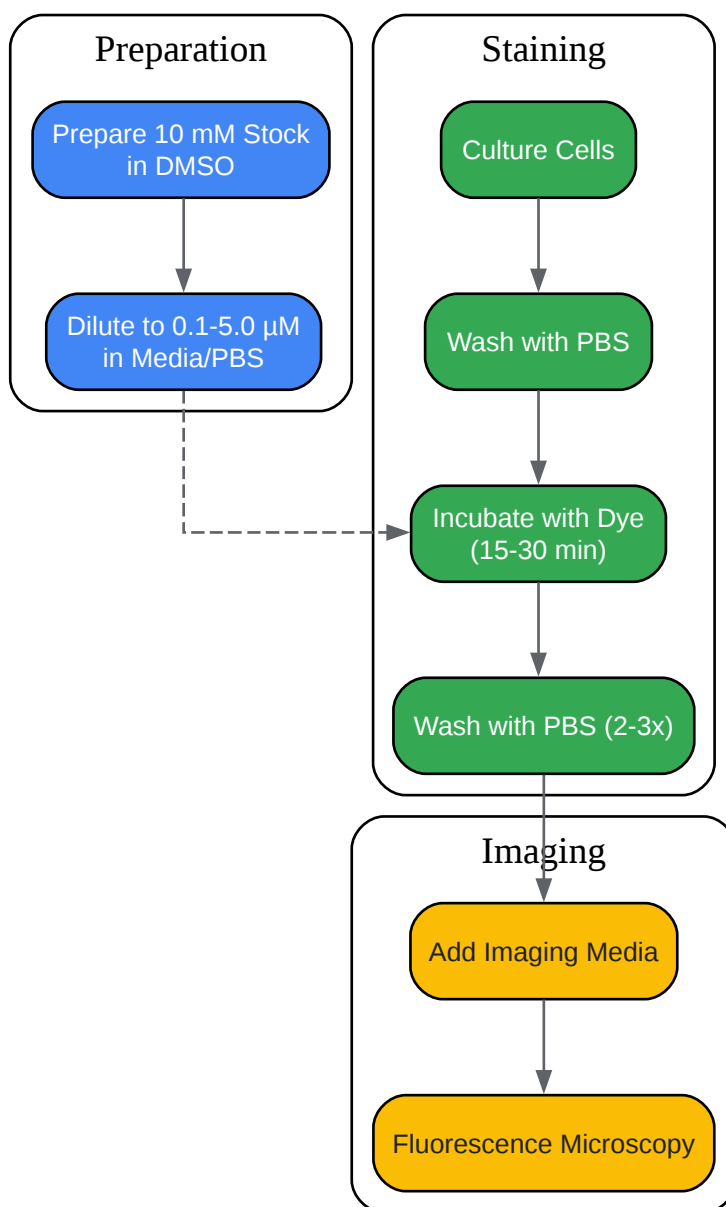 Preparation
Prepare 10 mM Stock
in DMSO
Dilute to 0.1-5.0 µM
in Media/PBS
Staining
Culture Cells
Wash with PBS
Incubate with Dye
(15-30 min)
Wash with PBS (2-3x)
Imaging
Add Imaging Media
Fluorescence Microscopy